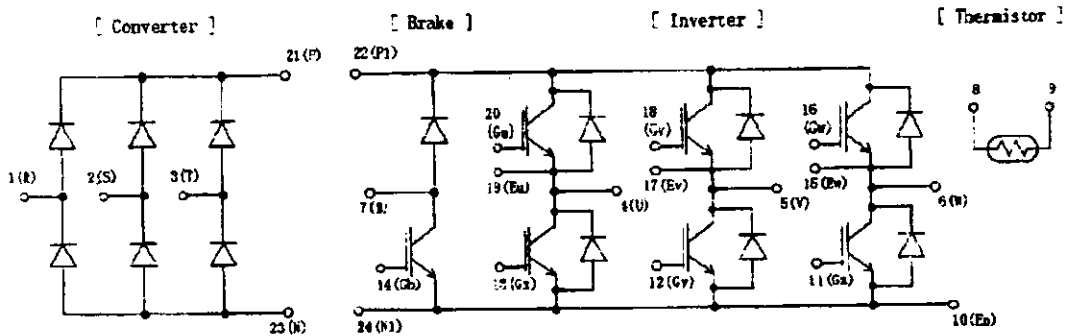 [ Converter ]
[ Brake ]
[ Inverter ]
[ Thermistor ]
21(P)
22(P1)
20
(Gu)
18
(Gv)
16
(Gw)
8
9
1(R)
2(S)
3(T)
7(B)
19(Eu)
4(U)
17(Ev)
5(V)
15(Ew)
6(W)
14(Gb)
13(Gx)
12(Gy)
11(Gz)
23(N)
24(N1)
10(En)